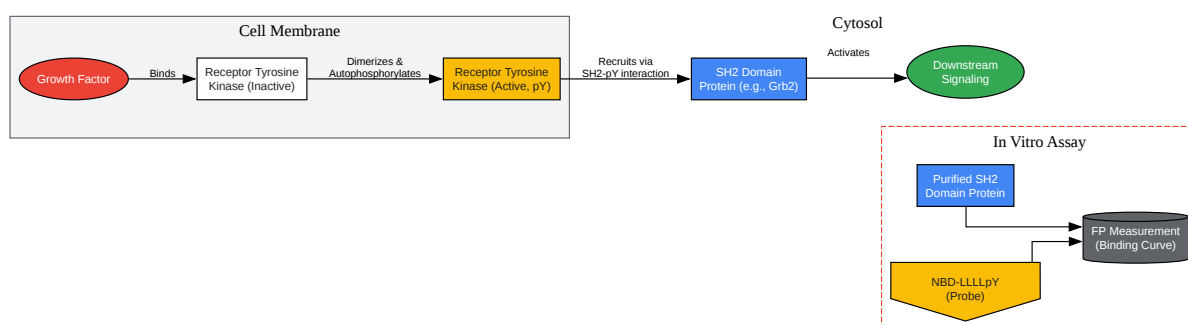 Cell Membrane
Growth Factor
Binds
Receptor Tyrosine
Kinase (Inactive)
Dimerizes &
Autophosphorylates
Receptor Tyrosine
Kinase (Active, pY)
Recruits via
SH2-pY interaction
Cytosol
SH2 Domain
Protein (e.g., Grb2)
Activates
Downstream
Signaling
In Vitro Assay
Purified SH2
Domain Protein
FP Measurement
(Binding Curve)
NBD-LLLLpY
(Probe)